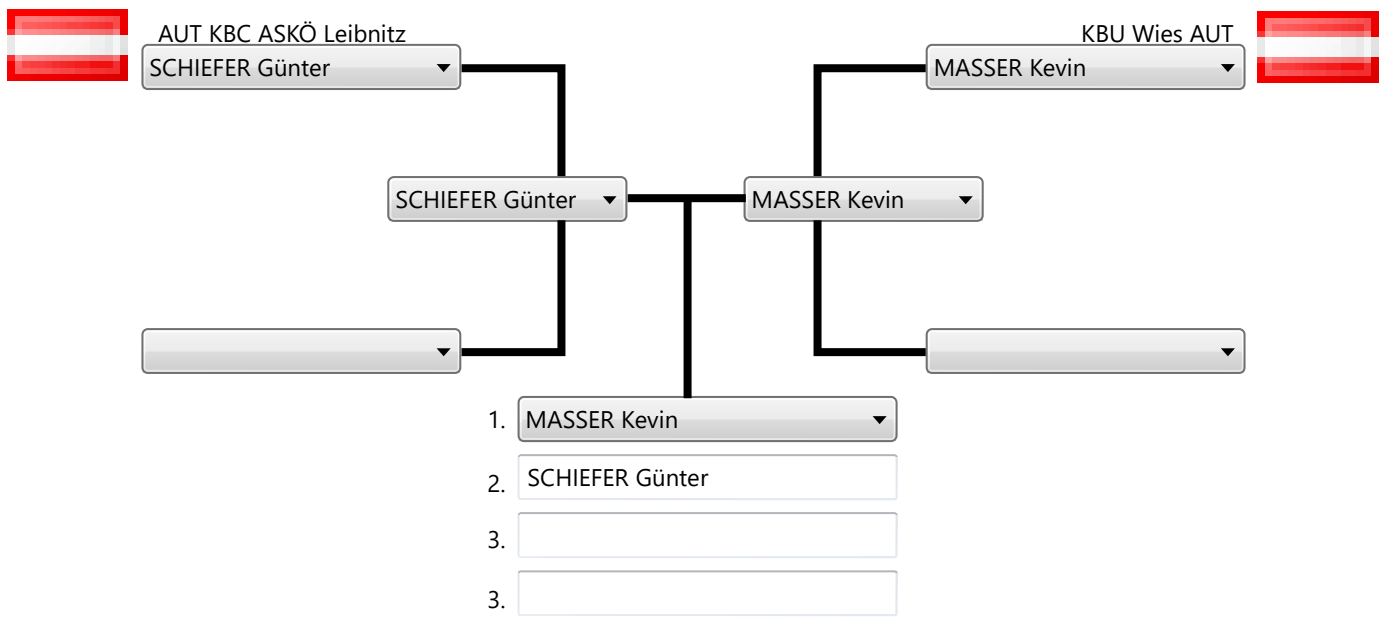 AUT KBC ASKÖ Leibnitz
KBU Wies AUT
SCHIEFER Günter
MASSER Kevin
SCHIEFER Günter
MASSER Kevin
1. MASSER Kevin
2. SCHIEFER Günter
3.
3.